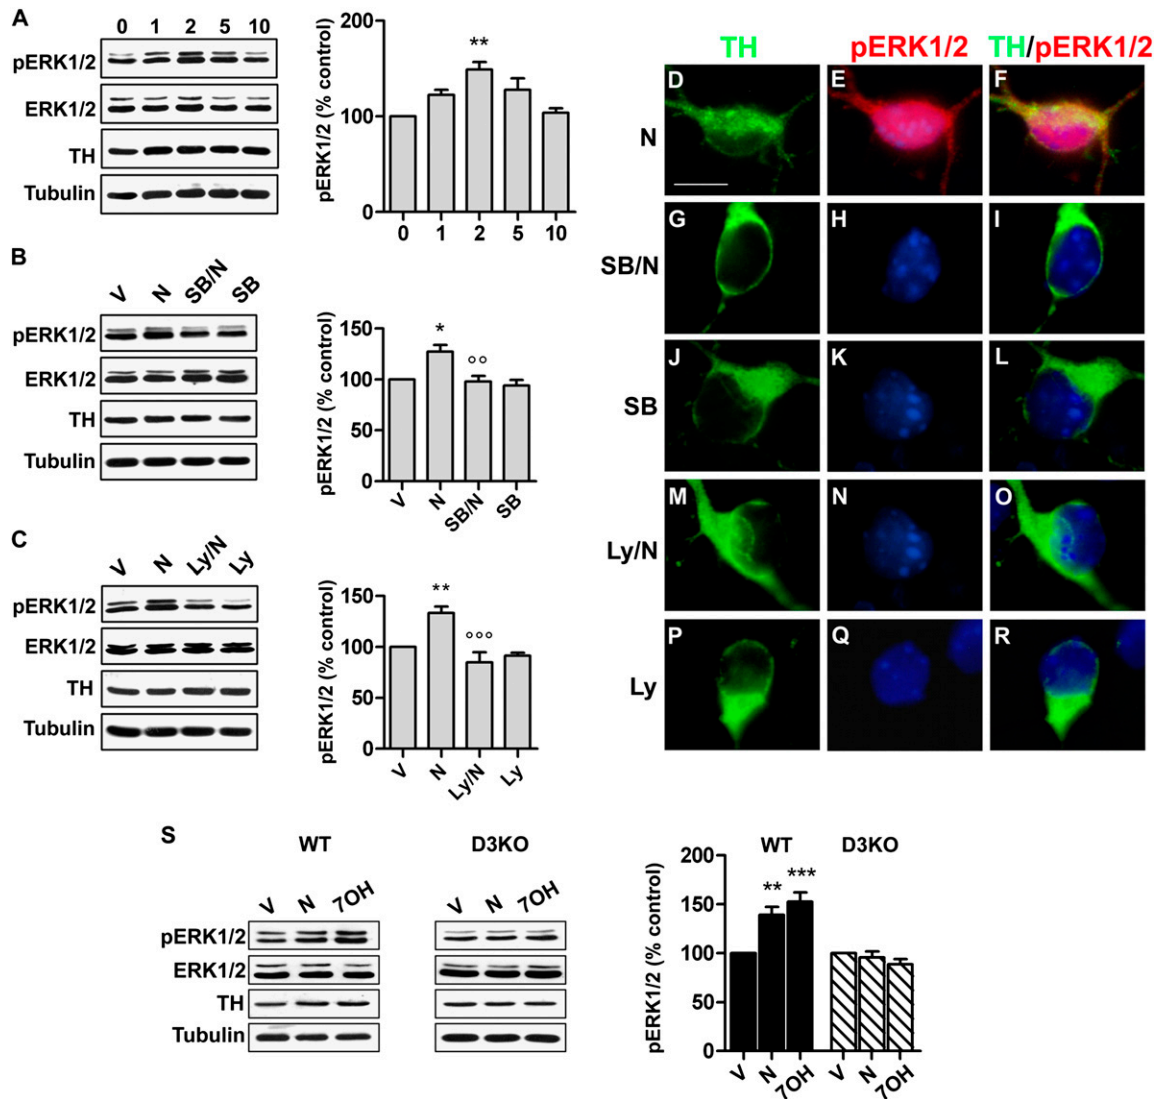 A
0 1 2 5 10
pERK1/2
ERK1/2
TH
Tubulin
pERK1/2 (% control)
200
100
0
**
0 1 2 5 10
B
V N SB/N SB
pERK1/2
ERK1/2
TH
Tubulin
pERK1/2 (% control)
150
100
50
0
*
°°
V N SB/N SB
C
V N Ly/N Ly
pERK1/2
ERK1/2
TH
Tubulin
pERK1/2 (% control)
150
100
50
0
**
°°°
V N Ly/N Ly
TH pERK1/2 TH/pERK1/2
N D E F
SB/N G H I
SB J K L
Ly/N M N O
Ly P Q R
S
WT D3KO
V N 7OH V N 7OH
pERK1/2
ERK1/2
TH
Tubulin
pERK1/2 (% control)
200
150
100
50
0
WT D3KO
** ***
V N 7OH V N 7OH